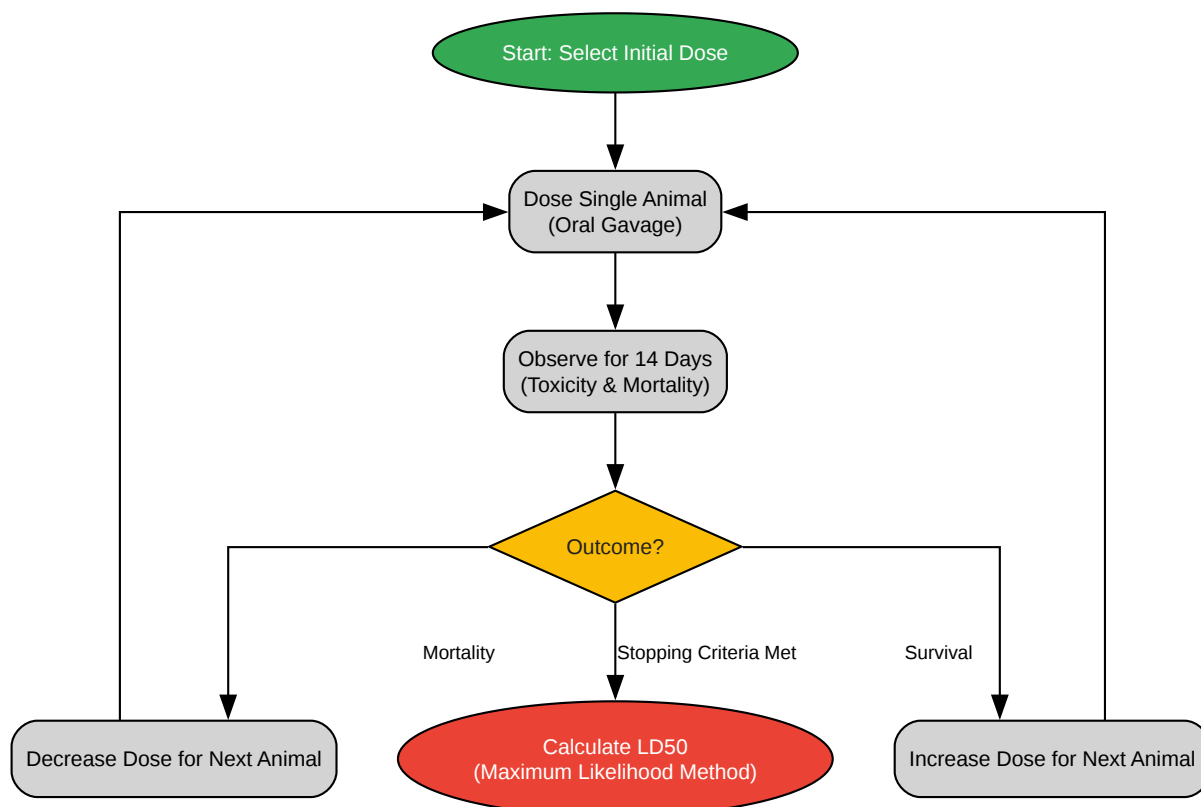 Start: Select Initial Dose
Dose Single Animal
(Oral Gavage)
Observe for 14 Days
(Toxicity & Mortality)
Outcome?
Mortality
Stopping Criteria Met
Survival
Decrease Dose for Next Animal
Calculate LD50
(Maximum Likelihood Method)
Increase Dose for Next Animal